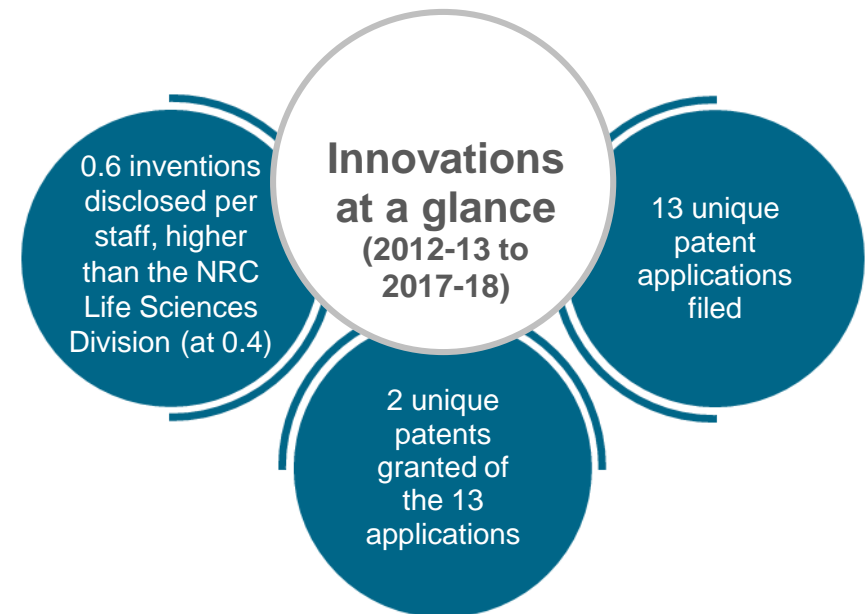 Innovations
at a glance
(2012-13 to
2017-18)
0.6 inventions
disclosed per
staff, higher
than the NRC
Life Sciences
Division (at 0.4)
2 unique
patents
granted of
the 13
applications
13 unique
patent
applications
filed